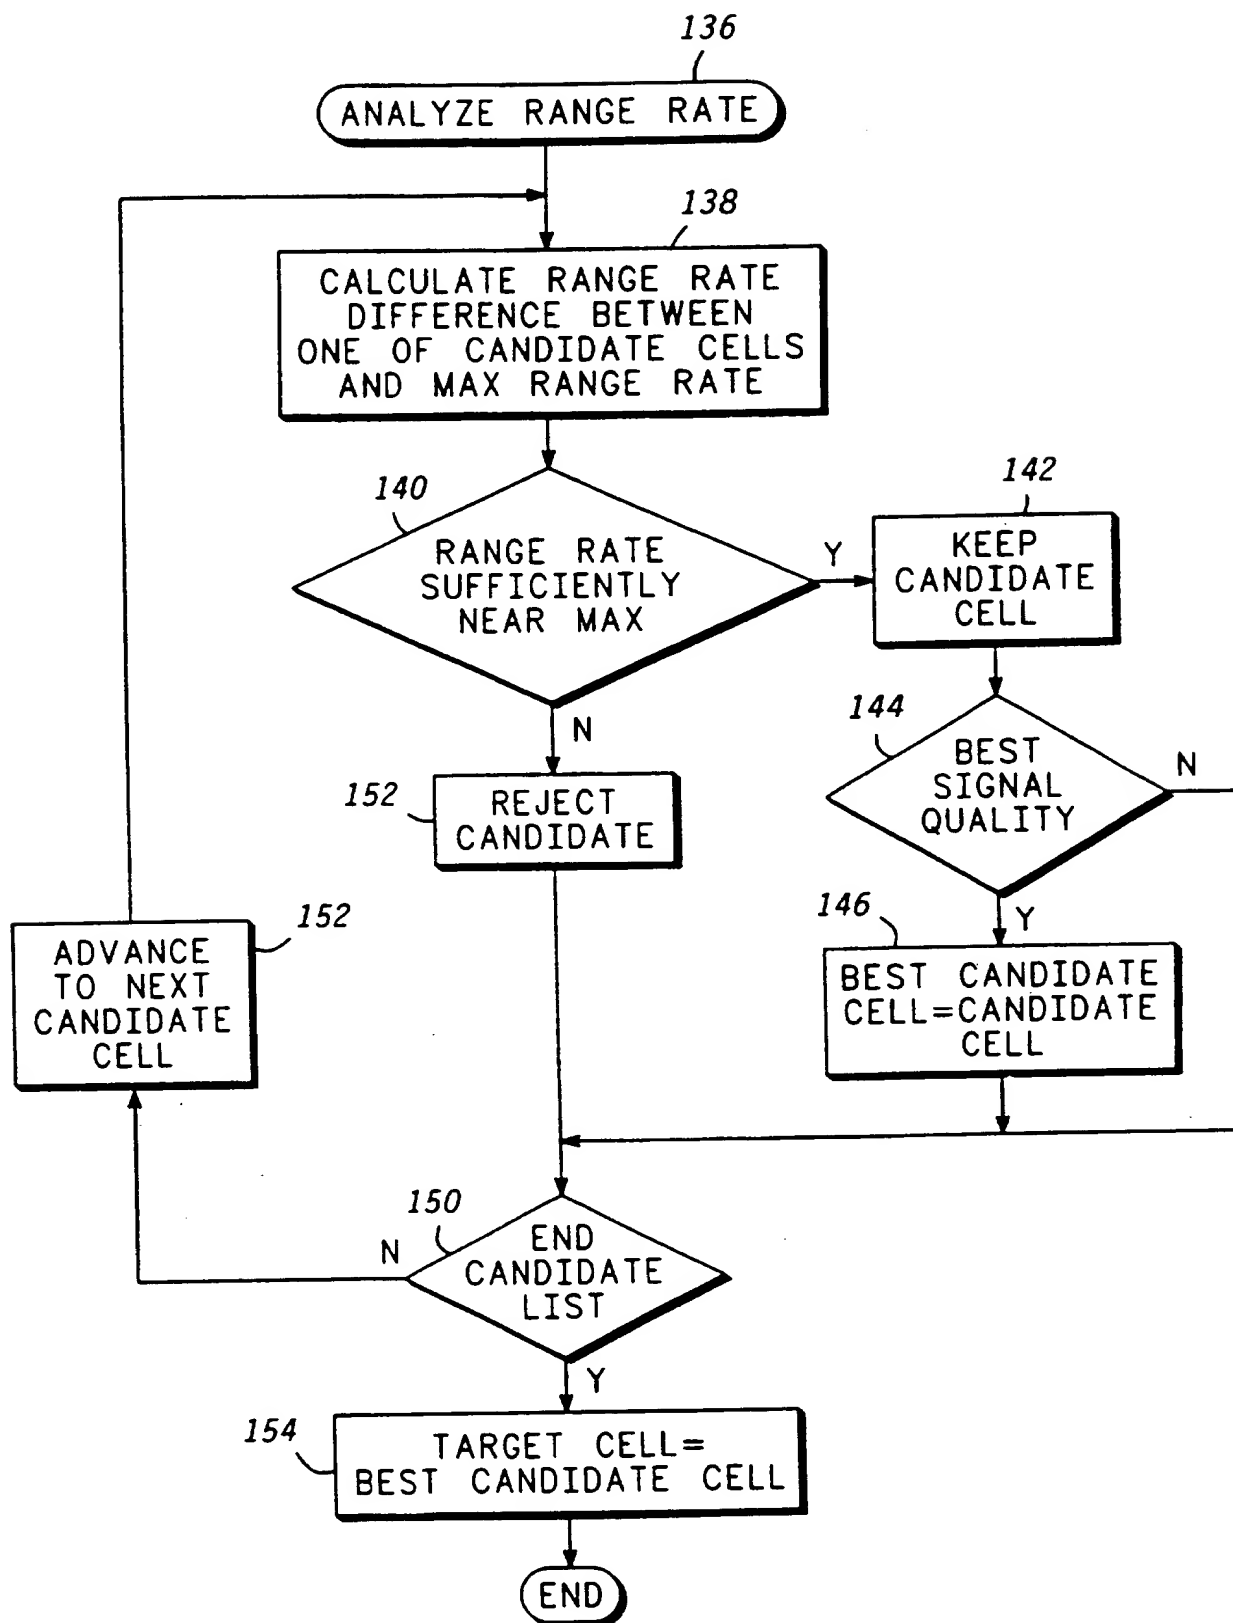 136
ANALYZE RANGE RATE
138
CALCULATE RANGE RATE
DIFFERENCE BETWEEN
ONE OF CANDIDATE CELLS
AND MAX RANGE RATE
140
RANGE RATE
SUFFICIENTLY
NEAR MAX
Y
N
142
KEEP
CANDIDATE
CELL
144
BEST
SIGNAL
QUALITY
N
Y
152
REJECT
CANDIDATE
146
BEST CANDIDATE
CELL=CANDIDATE
CELL
152
ADVANCE
TO NEXT
CANDIDATE
CELL
150
END
CANDIDATE
LIST
N
Y
154
TARGET CELL=
BEST CANDIDATE CELL
END